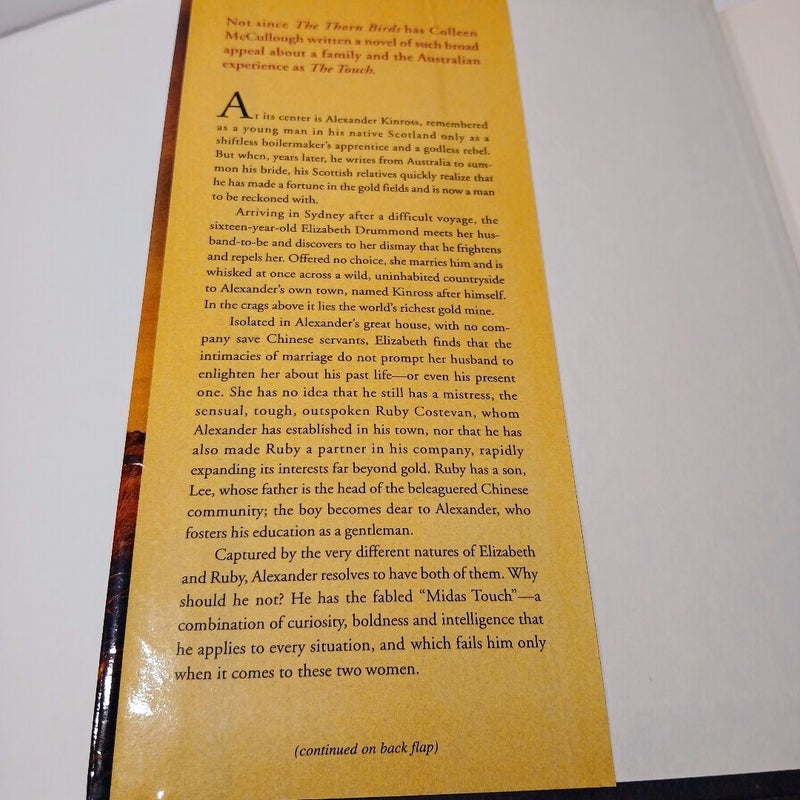 Not since The Thorn Birds has Colleen
McCullough written a novel of such broad
appeal about a family and the Australian
experience as The Touch.
At its center is Alexander Kinross, remembered
as a young man in his native Scotland only as a
shiftless boilermaker's apprentice and a godless rebel.
But when, years later, he writes from Australia to sum-
mon his bride, his Scottish relatives quickly realize that
he has made a fortune in the gold fields and is now a man
to be reckoned with.
Arriving in Sydney after a difficult voyage, the
sixteen-year-old Elizabeth Drummond meets her hus-
band-to-be and discovers to her dismay that he frightens
and repels her. Offered no choice, she marries him and is
whisked at once across a wild, uninhabited countryside
to Alexander's own town, named Kinross after himself.
In the crags above it lies the world's richest gold mine.
Isolated in Alexander's great house, with no com-
pany save Chinese servants, Elizabeth finds that the
intimacies of marriage do not prompt her husband to
enlighten her about his past life—or even his present
one. She has no idea that he still has a mistress, the
sensual, tough, outspoken Ruby Costevan, whom
Alexander has established in his town, nor that he has
also made Ruby a partner in his company, rapidly
expanding its interests far beyond gold. Ruby has a son,
Lee, whose father is the head of the beleaguered Chinese
community; the boy becomes dear to Alexander, who
fosters his education as a gentleman.
Captured by the very different natures of Elizabeth
and Ruby, Alexander resolves to have both of them. Why
should he not? He has the fabled “Midas Touch”—a
combination of curiosity, boldness and intelligence that
he applies to every situation, and which fails him only
when it comes to these two women.
(continued on back flap)